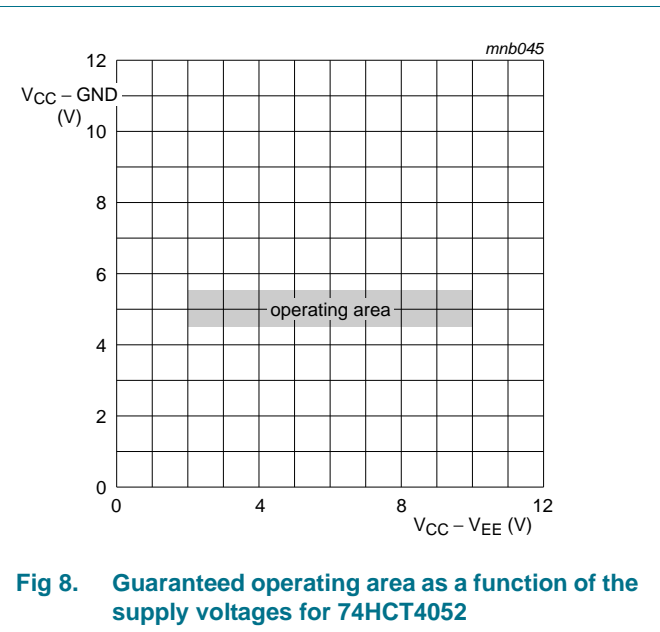 mnb045
12
VCC – GND
(V)
10
8
6
operating area
4
2
0
0 4 8 12
VCC – VEE (V)
Fig 8. Guaranteed operating area as a function of the
supply voltages for 74HCT4052